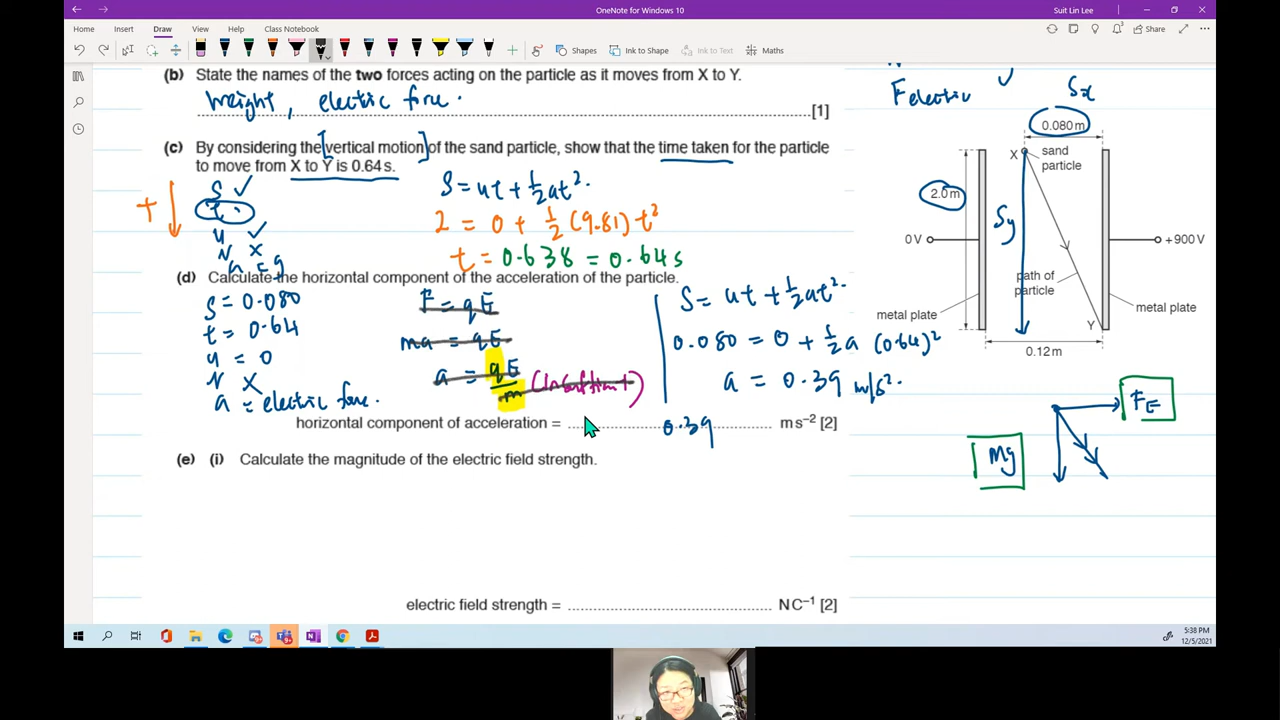 OneNote for Windows 10
Suit Lin Lee
Home Insert Draw View Help Class Notebook
Share
Shapes Ink to Shape Ink to Text Maths
(b) State the names of the two forces acting on the particle as it moves from X to Y.
weight, electric force.
[1]
F electric
Sx
0.080 m
(c) By considering the [vertical motion] of the sand particle, show that the time taken for the particle
to move from X to Y is 0.64 s.
+
S ✓
t
u ✓
v x
a = g
S = ut + ½at².
2 = 0 + ½(9.81)t²
t = 0.638 = 0.64s
X
sand
particle
2.0 m
Sy
0 V
+900 V
path of
particle
metal plate
metal plate
Y
0.12 m
(d) Calculate the horizontal component of the acceleration of the particle.
S = 0.080
t = 0.64
u = 0
v x
a = electric force.
F = qE
ma = qE
a = qE/m (constant)
S = ut + ½at².
0.080 = 0 + ½a (0.64)²
a = 0.39 m/s².
horizontal component of acceleration = 0.39 ms⁻² [2]
FE
mg
(e) (i) Calculate the magnitude of the electric field strength.
electric field strength = NC⁻¹ [2]
5:38 PM
12/5/2021